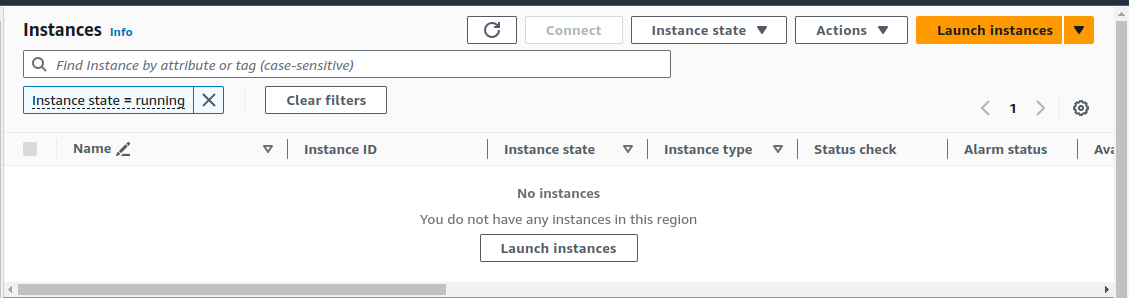 Instances Info
Connect
Instance state
Actions
Launch instances
Find Instance by attribute or tag (case-sensitive)
Instance state = running
Clear filters
1
Name
Instance ID
Instance state
Instance type
Status check
Alarm status
Ava
No instances
You do not have any instances in this region
Launch instances